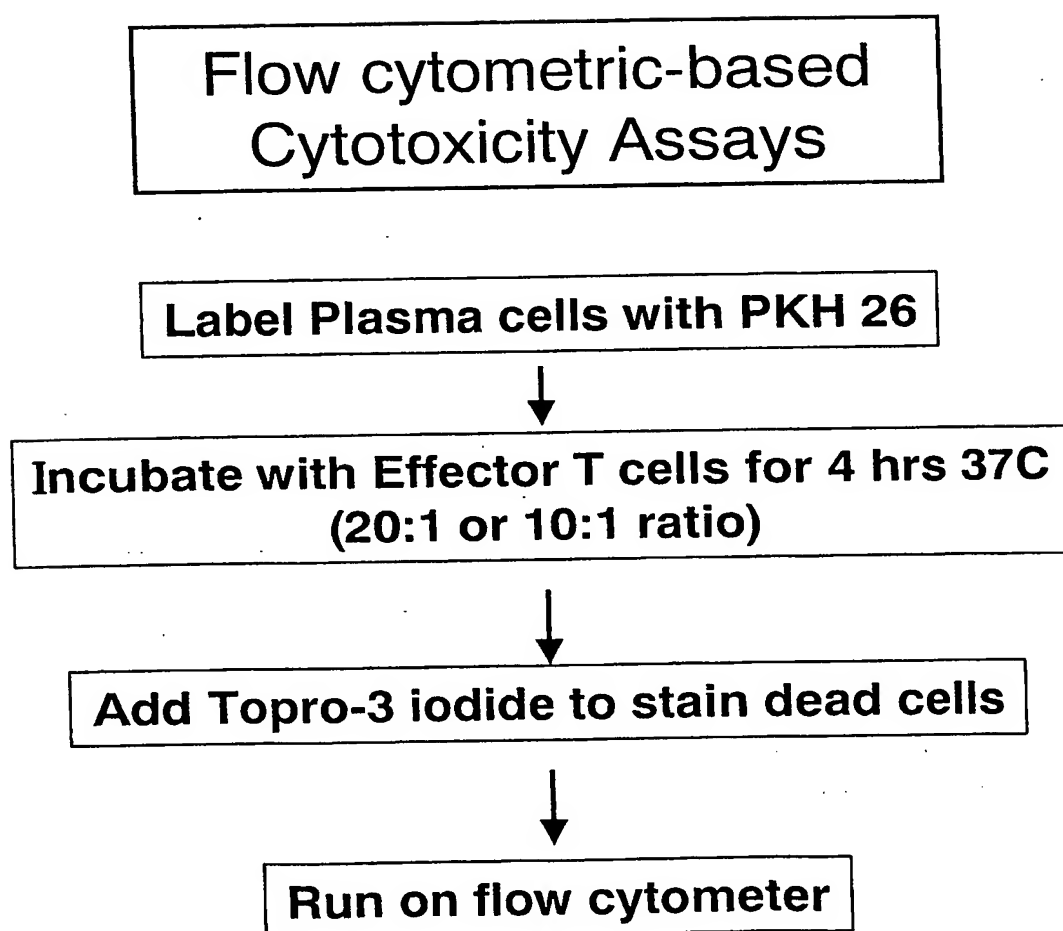 Flow cytometric-based
Cytotoxicity Assays
Label Plasma cells with PKH 26
Incubate with Effector T cells for 4 hrs 37C
(20:1 or 10:1 ratio)
Add Topro-3 iodide to stain dead cells
Run on flow cytometer